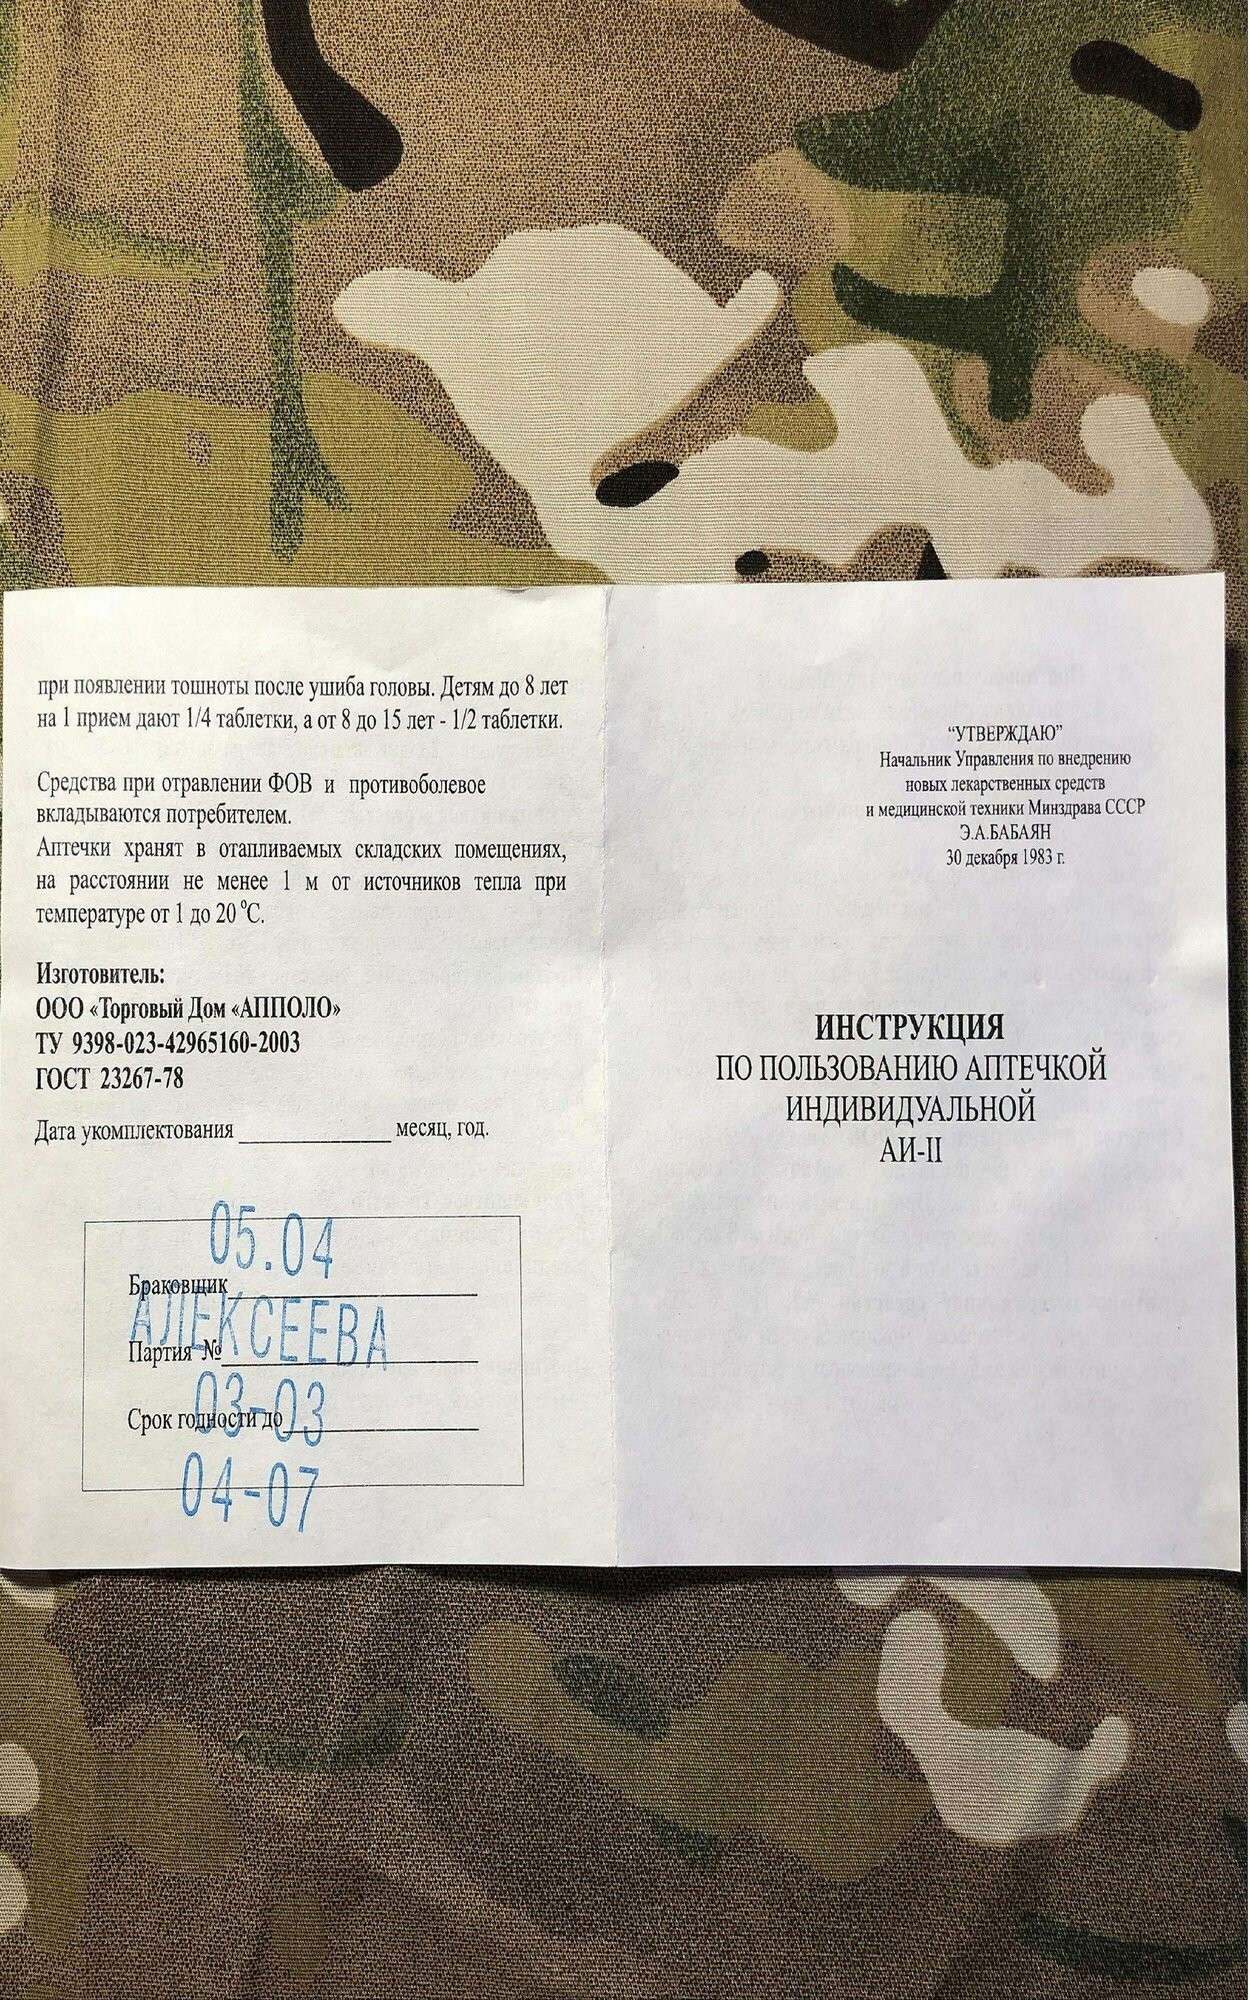 при появлении тошноты после ушиба головы. Детям до 8 лет
на 1 прием дают 1/4 таблетки, а от 8 до 15 лет - 1/2 таблетки.
Средства при отравлении ФОВ и противоболевое
вкладываются потребителем.
Аптечки хранят в отапливаемых складских помещениях,
на расстоянии не менее 1 м от источников тепла при
температуре от 1 до 20 °С.
Изготовитель:
ООО «Торговый Дом «АППОЛО»
ТУ 9398-023-42965160-2003
ГОСТ 23267-78
Дата укомплектования ____________ месяц, год.
05.04
Браковщик
АЛЕКСЕЕВА
Партия №
03-03
Срок годности до
04-07
“УТВЕРЖДАЮ”
Начальник Управления по внедрению
новых лекарственных средств
и медицинской техники Минздрава СССР
Э.А.БАБАЯН
30 декабря 1983 г.
ИНСТРУКЦИЯ
ПО ПОЛЬЗОВАНИЮ АПТЕЧКОЙ
ИНДИВИДУАЛЬНОЙ
АИ-II